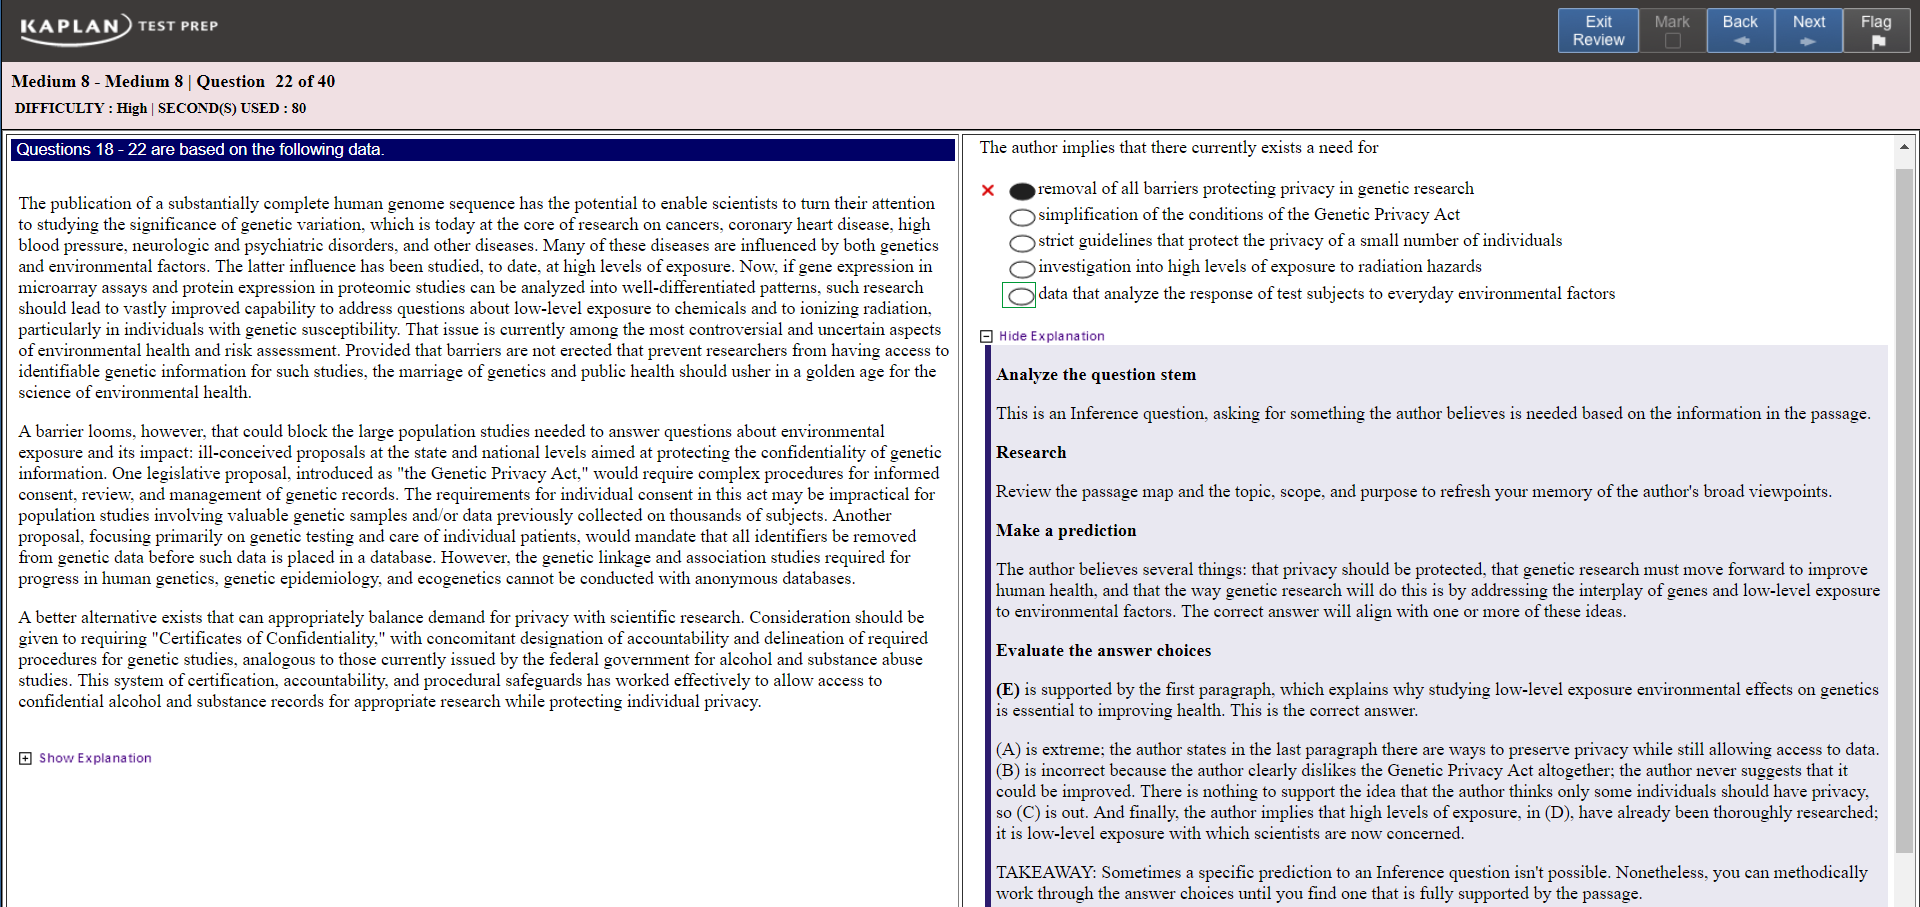 KAPLAN TEST PREP
Exit Review
Mark
Back
Next
Flag
Medium 8 - Medium 8 | Question 22 of 40
DIFFICULTY : High | SECOND(S) USED : 80
Questions 18 - 22 are based on the following data.
The publication of a substantially complete human genome sequence has the potential to enable scientists to turn their attention
to studying the significance of genetic variation, which is today at the core of research on cancers, coronary heart disease, high
blood pressure, neurologic and psychiatric disorders, and other diseases. Many of these diseases are influenced by both genetics
and environmental factors. The latter influence has been studied, to date, at high levels of exposure. Now, if gene expression in
microarray assays and protein expression in proteomic studies can be analyzed into well-differentiated patterns, such research
should lead to vastly improved capability to address questions about low-level exposure to chemicals and to ionizing radiation,
particularly in individuals with genetic susceptibility. That issue is currently among the most controversial and uncertain aspects
of environmental health and risk assessment. Provided that barriers are not erected that prevent researchers from having access to
identifiable genetic information for such studies, the marriage of genetics and public health should usher in a golden age for the
science of environmental health.
A barrier looms, however, that could block the large population studies needed to answer questions about environmental
exposure and its impact: ill-conceived proposals at the state and national levels aimed at protecting the confidentiality of genetic
information. One legislative proposal, introduced as "the Genetic Privacy Act," would require complex procedures for informed
consent, review, and management of genetic records. The requirements for individual consent in this act may be impractical for
population studies involving valuable genetic samples and/or data previously collected on thousands of subjects. Another
proposal, focusing primarily on genetic testing and care of individual patients, would mandate that all identifiers be removed
from genetic data before such data is placed in a database. However, the genetic linkage and association studies required for
progress in human genetics, genetic epidemiology, and ecogenetics cannot be conducted with anonymous databases.
A better alternative exists that can appropriately balance demand for privacy with scientific research. Consideration should be
given to requiring "Certificates of Confidentiality," with concomitant designation of accountability and delineation of required
procedures for genetic studies, analogous to those currently issued by the federal government for alcohol and substance abuse
studies. This system of certification, accountability, and procedural safeguards has worked effectively to allow access to
confidential alcohol and substance records for appropriate research while protecting individual privacy.
Show Explanation
The author implies that there currently exists a need for
removal of all barriers protecting privacy in genetic research
simplification of the conditions of the Genetic Privacy Act
strict guidelines that protect the privacy of a small number of individuals
investigation into high levels of exposure to radiation hazards
data that analyze the response of test subjects to everyday environmental factors
Hide Explanation
Analyze the question stem
This is an Inference question, asking for something the author believes is needed based on the information in the passage.
Research
Review the passage map and the topic, scope, and purpose to refresh your memory of the author's broad viewpoints.
Make a prediction
The author believes several things: that privacy should be protected, that genetic research must move forward to improve
human health, and that the way genetic research will do this is by addressing the interplay of genes and low-level exposure
to environmental factors. The correct answer will align with one or more of these ideas.
Evaluate the answer choices
(E) is supported by the first paragraph, which explains why studying low-level exposure environmental effects on genetics
is essential to improving health. This is the correct answer.
(A) is extreme; the author states in the last paragraph there are ways to preserve privacy while still allowing access to data.
(B) is incorrect because the author clearly dislikes the Genetic Privacy Act altogether; the author never suggests that it
could be improved. There is nothing to support the idea that the author thinks only some individuals should have privacy,
so (C) is out. And finally, the author implies that high levels of exposure, in (D), have already been thoroughly researched;
it is low-level exposure with which scientists are now concerned.
TAKEAWAY: Sometimes a specific prediction to an Inference question isn't possible. Nonetheless, you can methodically
work through the answer choices until you find one that is fully supported by the passage.